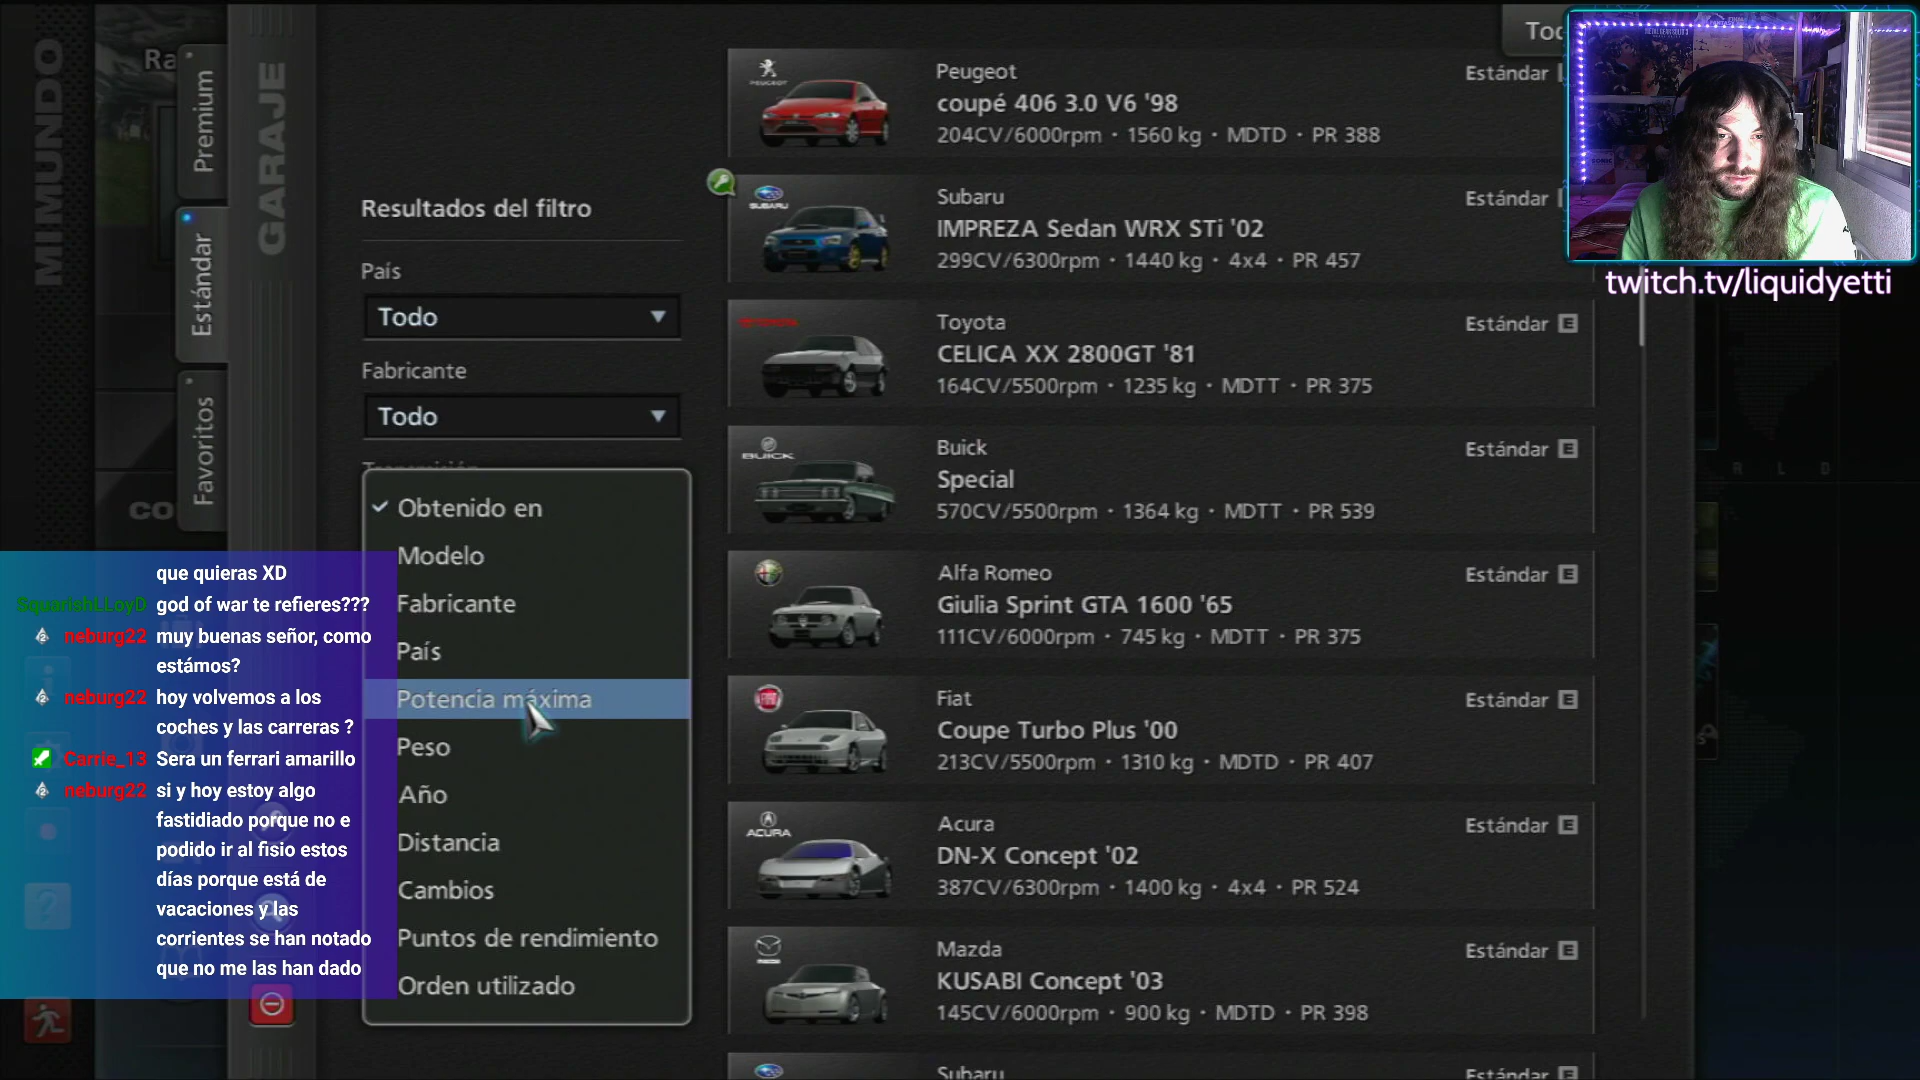 MIMUNDO
Ra
CO
Premium
Estándar
Favoritos
GARAJE
Resultados del filtro
País
Todo
Fabricante
Todo
Transmisión
Obtenido en
Modelo
Fabricante
País
Potencia máxima
Peso
Año
Distancia
Cambios
Puntos de rendimiento
Orden utilizado
Peugeot
coupé 406 3.0 V6 '98
204CV/6000rpm · 1560 kg · MDTD · PR 388
Estándar
SUBARU
Subaru
IMPREZA Sedan WRX STi '02
299CV/6300rpm · 1440 kg · 4x4 · PR 457
Estándar
Toyota
CELICA XX 2800GT '81
164CV/5500rpm · 1235 kg · MDTT · PR 375
Estándar E
BUICK
Buick
Special
570CV/5500rpm · 1364 kg · MDTT · PR 539
Estándar E
Alfa Romeo
Giulia Sprint GTA 1600 '65
111CV/6000rpm · 745 kg · MDTT · PR 375
Estándar E
FIAT
Fiat
Coupe Turbo Plus '00
213CV/5500rpm · 1310 kg · MDTD · PR 407
Estándar E
ACURA
Acura
DN-X Concept '02
387CV/6300rpm · 1400 kg · 4x4 · PR 524
Estándar E
Mazda
KUSABI Concept '03
145CV/6000rpm · 900 kg · MDTD · PR 398
Estándar E
Subaru
Estándar E
twitch.tv/liquidyetti
que quieras XD
SquarishLLoyD god of war te refieres???
neburg22 muy buenas señor, como
estámos?
neburg22 hoy volvemos a los
coches y las carreras ?
Carrie_13 Sera un ferrari amarillo
neburg22 si y hoy estoy algo
fastidiado porque no e
podido ir al fisio estos
días porque está de
vacaciones y las
corrientes se han notado
que no me las han dado